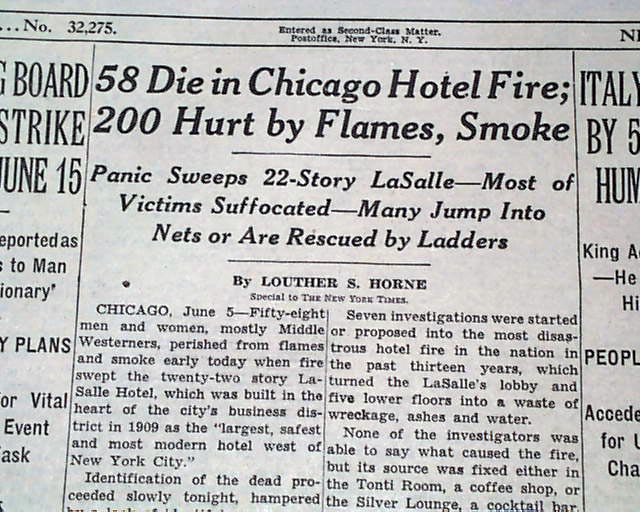 ...No. 32,275.
Entered as Second-Class Matter.
Postoffice, New York, N. Y.
NE
G BOARD
STRIKE
JUNE 15
eported as
s to Man
ionary'
Y PLANS
or Vital
Event
ask
58 Die in Chicago Hotel Fire;
200 Hurt by Flames, Smoke
Panic Sweeps 22-Story LaSalle—Most of
Victims Suffocated—Many Jump Into
Nets or Are Rescued by Ladders
By LOUTHER S. HORNE
Special to THE NEW YORK TIMES.
CHICAGO, June 5—Fifty-eight
men and women, mostly Middle
Westerners, perished from flames
and smoke early today when fire
swept the twenty-two story La-
Salle Hotel, which was built in the
heart of the city's business dis-
trict in 1909 as the "largest, safest
and most modern hotel west of
New York City."
Identification of the dead pro-
ceeded slowly tonight, hampered
Seven investigations were started
or proposed into the most disas-
trous hotel fire in the nation in
the past thirteen years, which
turned the LaSalle's lobby and
five lower floors into a waste of
wreckage, ashes and water.
None of the investigators was
able to say what caused the fire,
but its source was fixed either in
the Tonti Room, a coffee shop, or
the Silver Lounge, a cocktail bar
ITALY
BY 5
HUM
King A
—He
Hi
PEOPL
Accede
for U
Cha